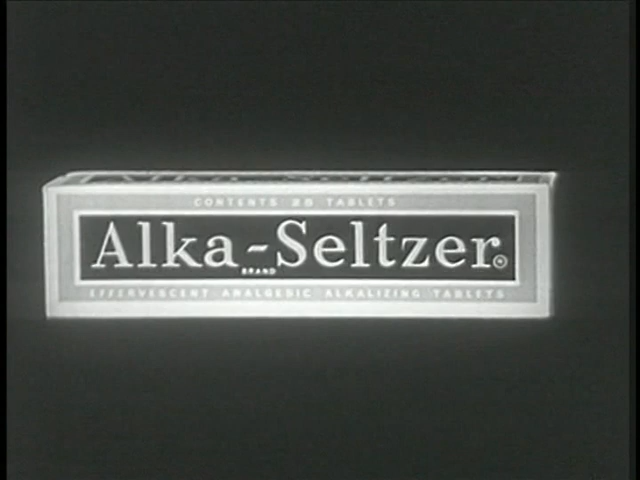 CONTENTS 25 TABLETS
Alka-Seltzer®
BRAND
EFFERVESCENT ANALGESIC ALKALIZING TABLETS